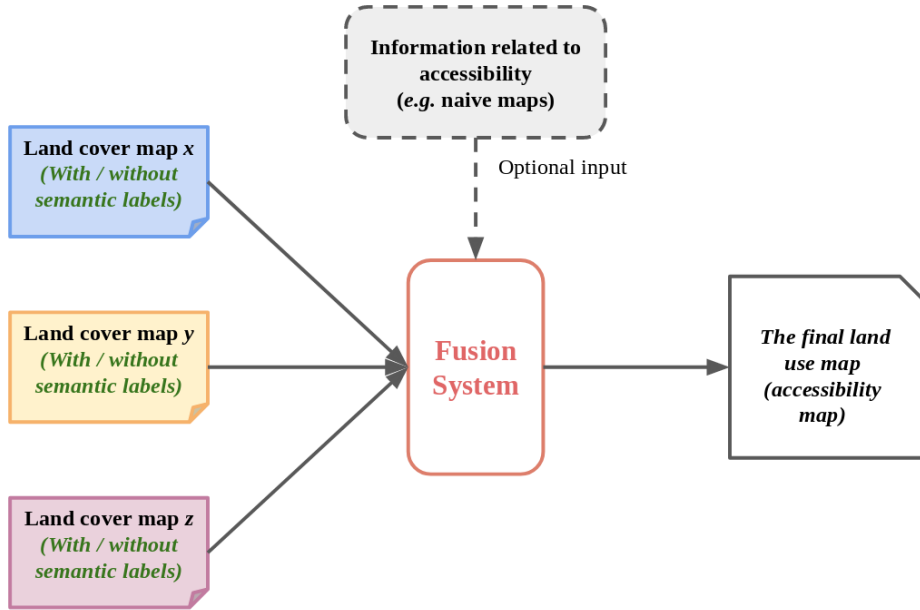 Information related to
accessibility
(e.g. naive maps)
Optional input
Land cover map x
(With / without
semantic labels)
Land cover map y
(With / without
semantic labels)
Land cover map z
(With / without
semantic labels)
Fusion
System
The final land
use map
(accessibility
map)